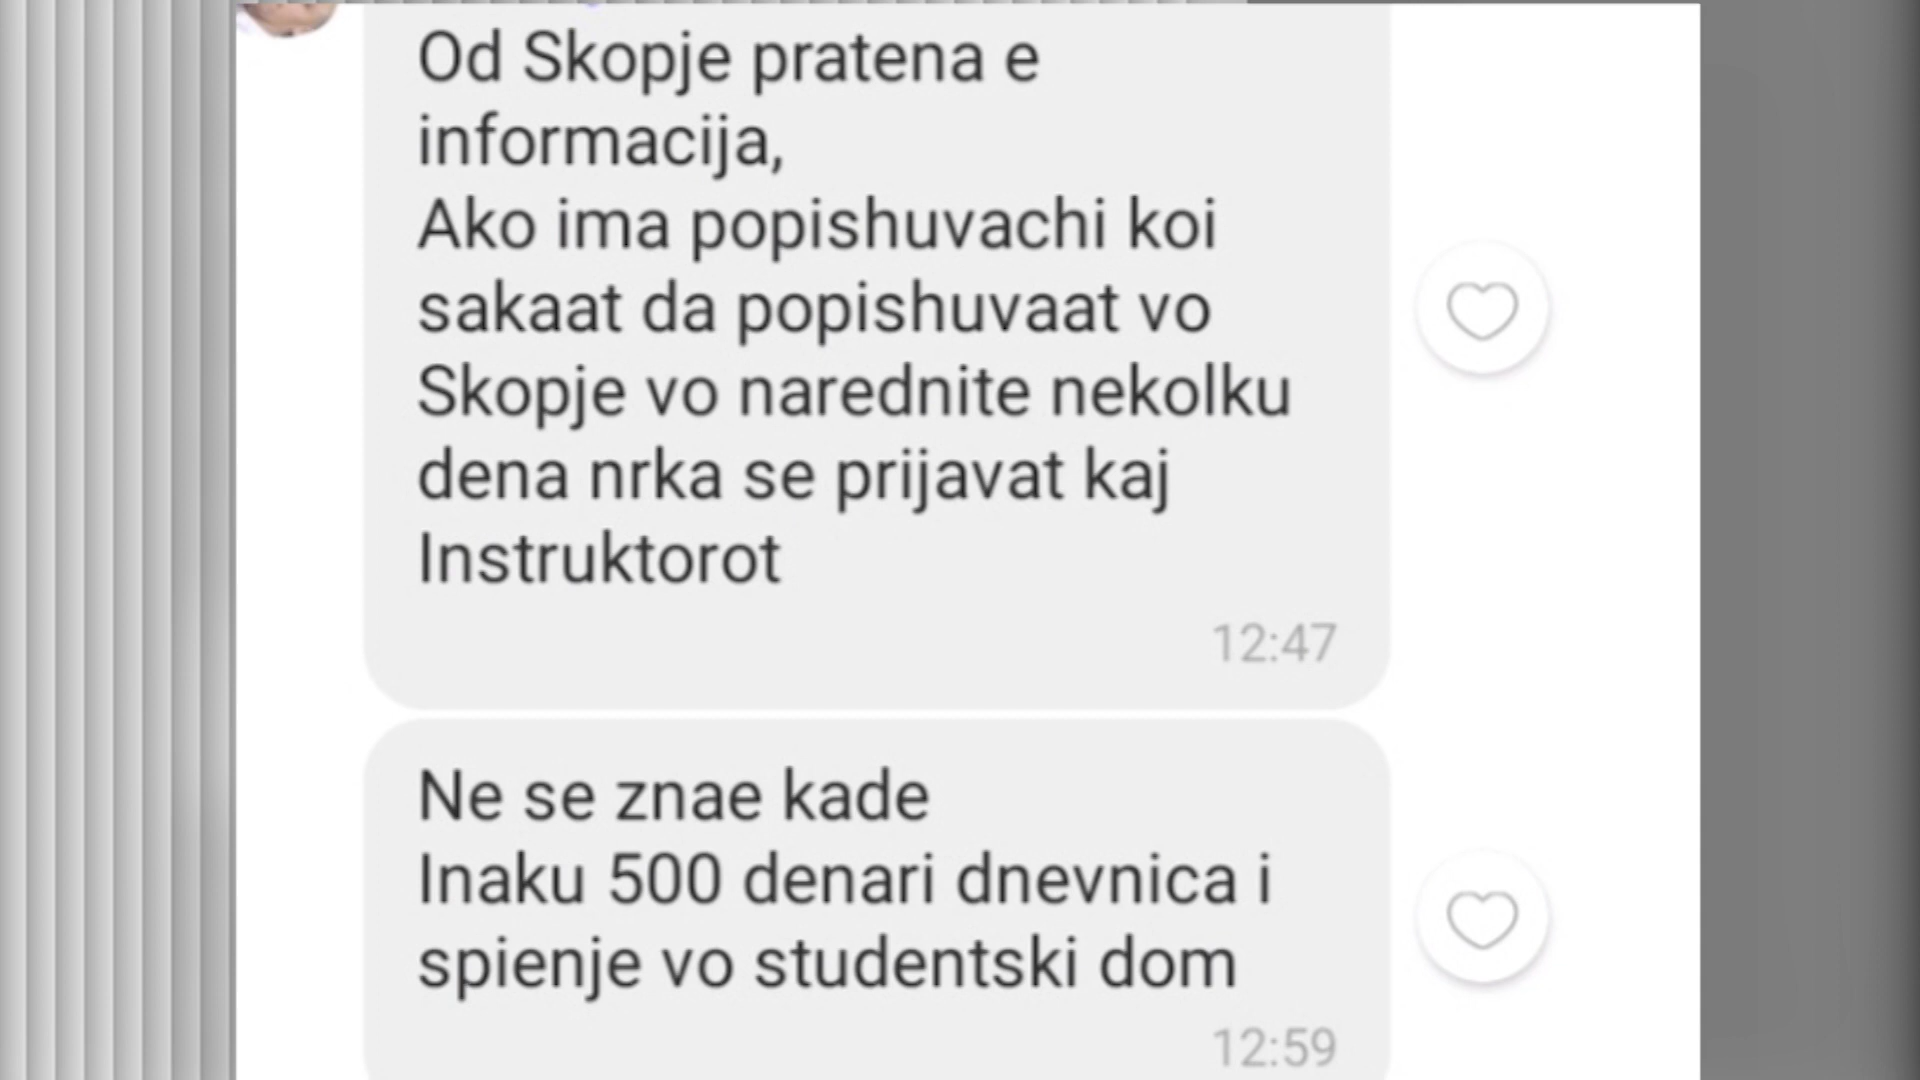 Od Skopje pratena e
informacija,
Ako ima popishuvachi koi
sakaat da popishuvaat vo
Skopje vo narednite nekolku
dena nrka se prijavat kaj
Instruktorot
12:47
Ne se znae kade
Inaku 500 denari dnevnica i
spienje vo studentski dom
12:59